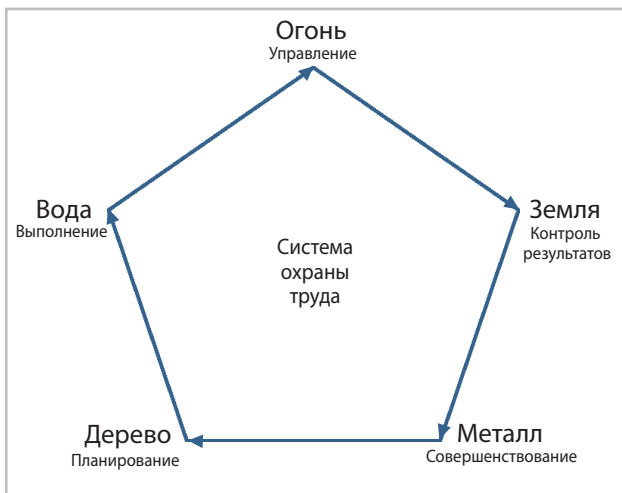 Огонь
Управление
Вода
Выполнение
Земля
Контроль
результатов
Система
охраны
труда
Дерево
Планирование
Металл
Совершенствование